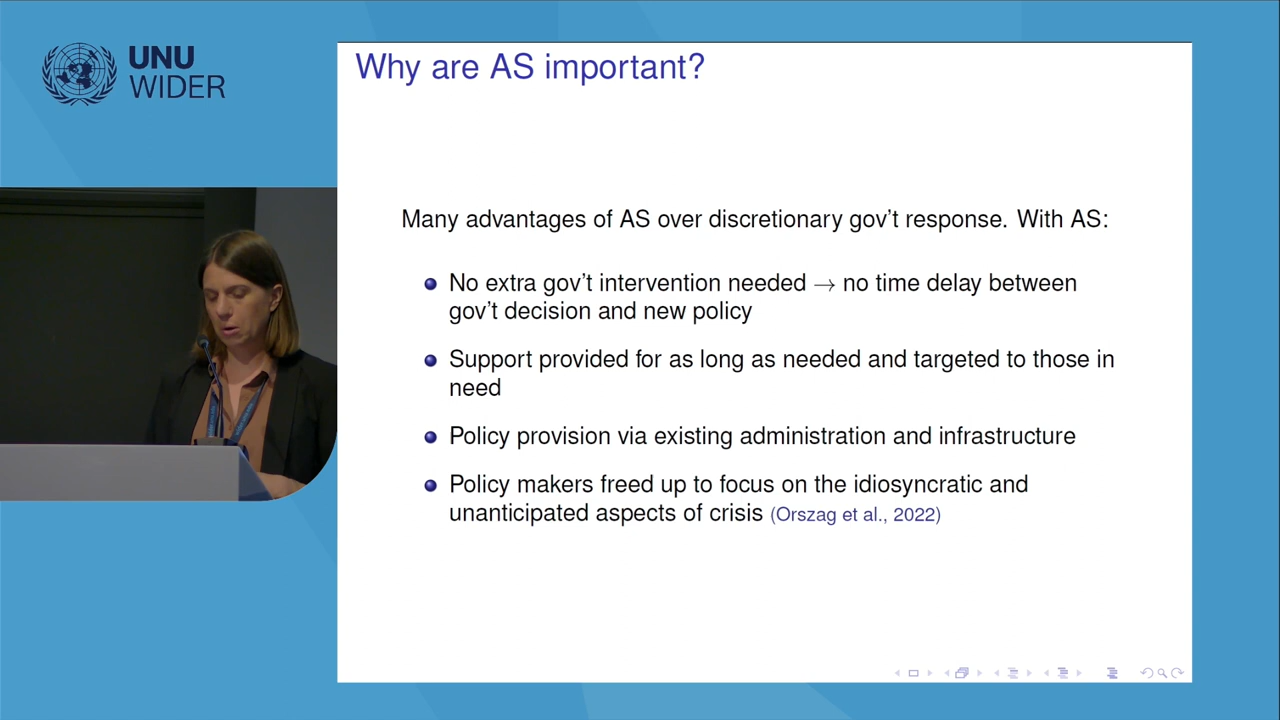 UNU
WIDER
Why are AS important?
Many advantages of AS over discretionary gov't response. With AS:
No extra gov't intervention needed → no time delay between
gov't decision and new policy
Support provided for as long as needed and targeted to those in
need
Policy provision via existing administration and infrastructure
Policy makers freed up to focus on the idiosyncratic and
unanticipated aspects of crisis (Orszag et al., 2022)